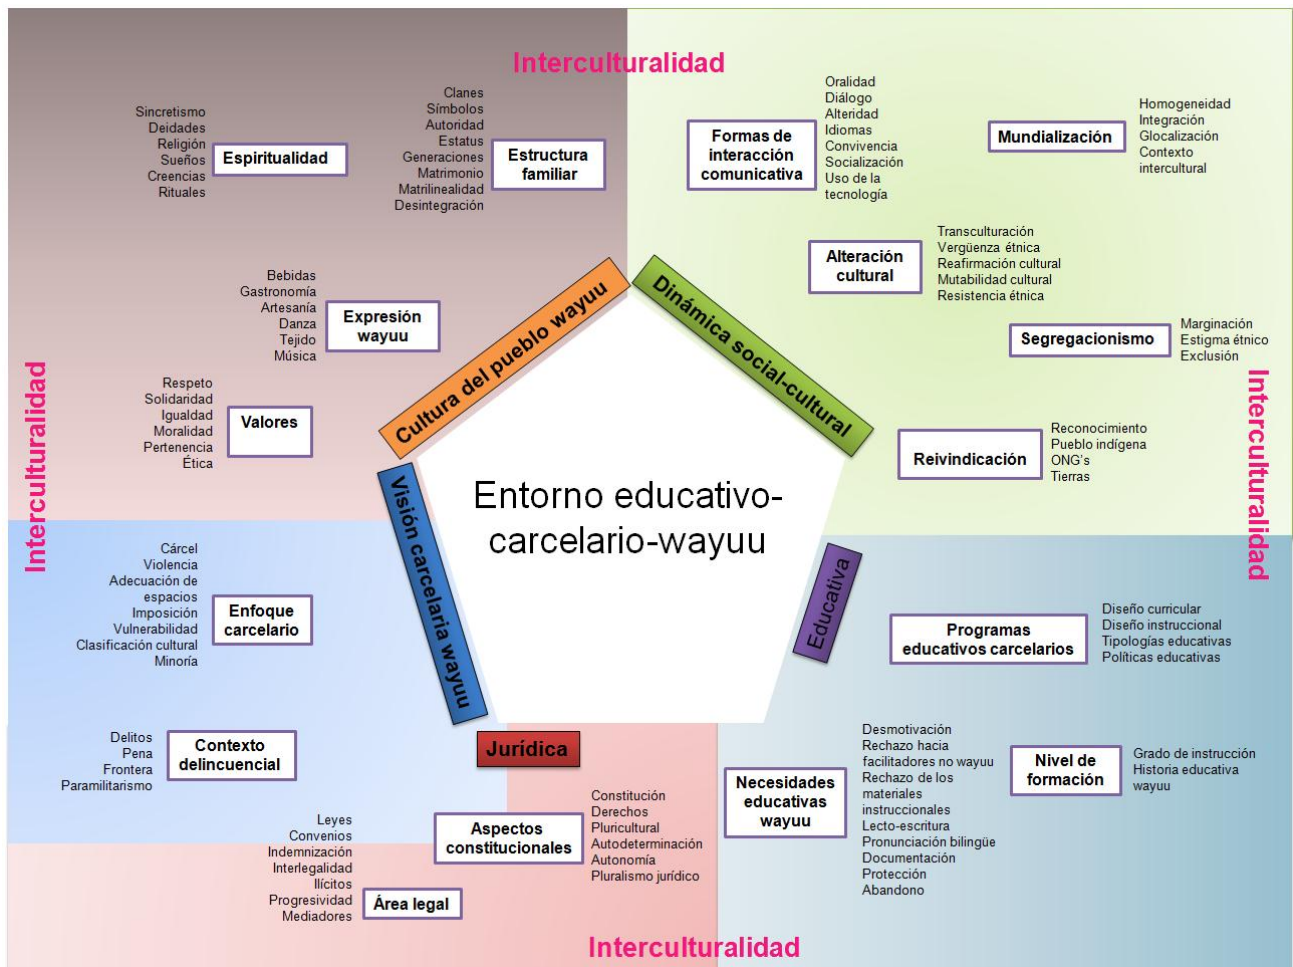 Interculturalidad
Sincretismo
Deidades
Religión
Sueños
Creencias
Rituales
Espiritualidad
Clanes
Símbolos
Autoridad
Estatus
Generaciones
Matrimonio
Matrilinealidad
Desintegración
Estructura
familiar
Bebidas
Gastronomía
Artesanía
Danza
Tejido
Música
Expresión
wayuu
Respeto
Solidaridad
Igualdad
Moralidad
Pertenencia
Ética
Valores
Cultura del pueblo wayuu
Formas de
interacción
comunicativa
Oralidad
Diálogo
Alteridad
Idiomas
Convivencia
Socialización
Uso de la
tecnología
Mundialización
Homogeneidad
Integración
Glocalización
Contexto
intercultural
Alteración
cultural
Transculturación
Vergüenza étnica
Reafirmación cultural
Mutabilidad cultural
Resistencia étnica
Segregacionismo
Marginación
Estigma étnico
Exclusión
Reivindicación
Reconocimiento
Pueblo indígena
ONG's
Tierras
Dinámica social-cultural
Interculturalidad
Interculturalidad
Entorno educativo-
carcelario-wayuu
Visión carcelaria wayuu
Cárcel
Violencia
Adecuación de
espacios
Imposición
Vulnerabilidad
Clasificación cultural
Minoría
Enfoque
carcelario
Delitos
Pena
Frontera
Paramilitarismo
Contexto
delincuencial
Educativa
Programas
educativos carcelarios
Diseño curricular
Diseño instruccional
Tipologías educativas
Políticas educativas
Necesidades
educativas
wayuu
Desmotivación
Rechazo hacia
facilitadores no wayuu
Rechazo de los
materiales
instruccionales
Lecto-escritura
Pronunciación bilingüe
Documentación
Protección
Abandono
Nivel de
formación
Grado de instrucción
Historia educativa
wayuu
Jurídica
Aspectos
constitucionales
Constitución
Derechos
Pluricultural
Autodeterminación
Autonomía
Pluralismo jurídico
Leyes
Convenios
Indemnización
Interlegalidad
Ilícitos
Progresividad
Mediadores
Área legal
Interculturalidad